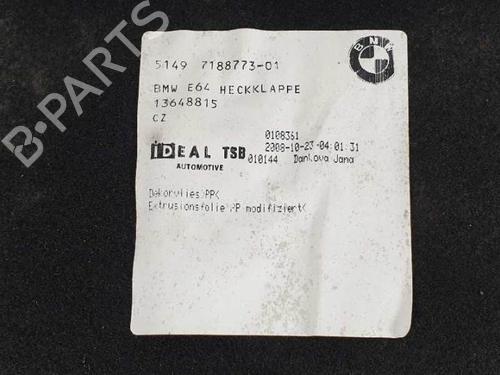 BMW
5149 7188773-01
BMW E64 HECKKLAPPE
13648815
CZ
0108361
IDEAL TSB 2008-10-23-04:01:31
AUTOMOTIVE 010144 Danlova Jana
Dekorvlies>PP<
Extrusionsfolie>PP modifiziert<
B-PARTS